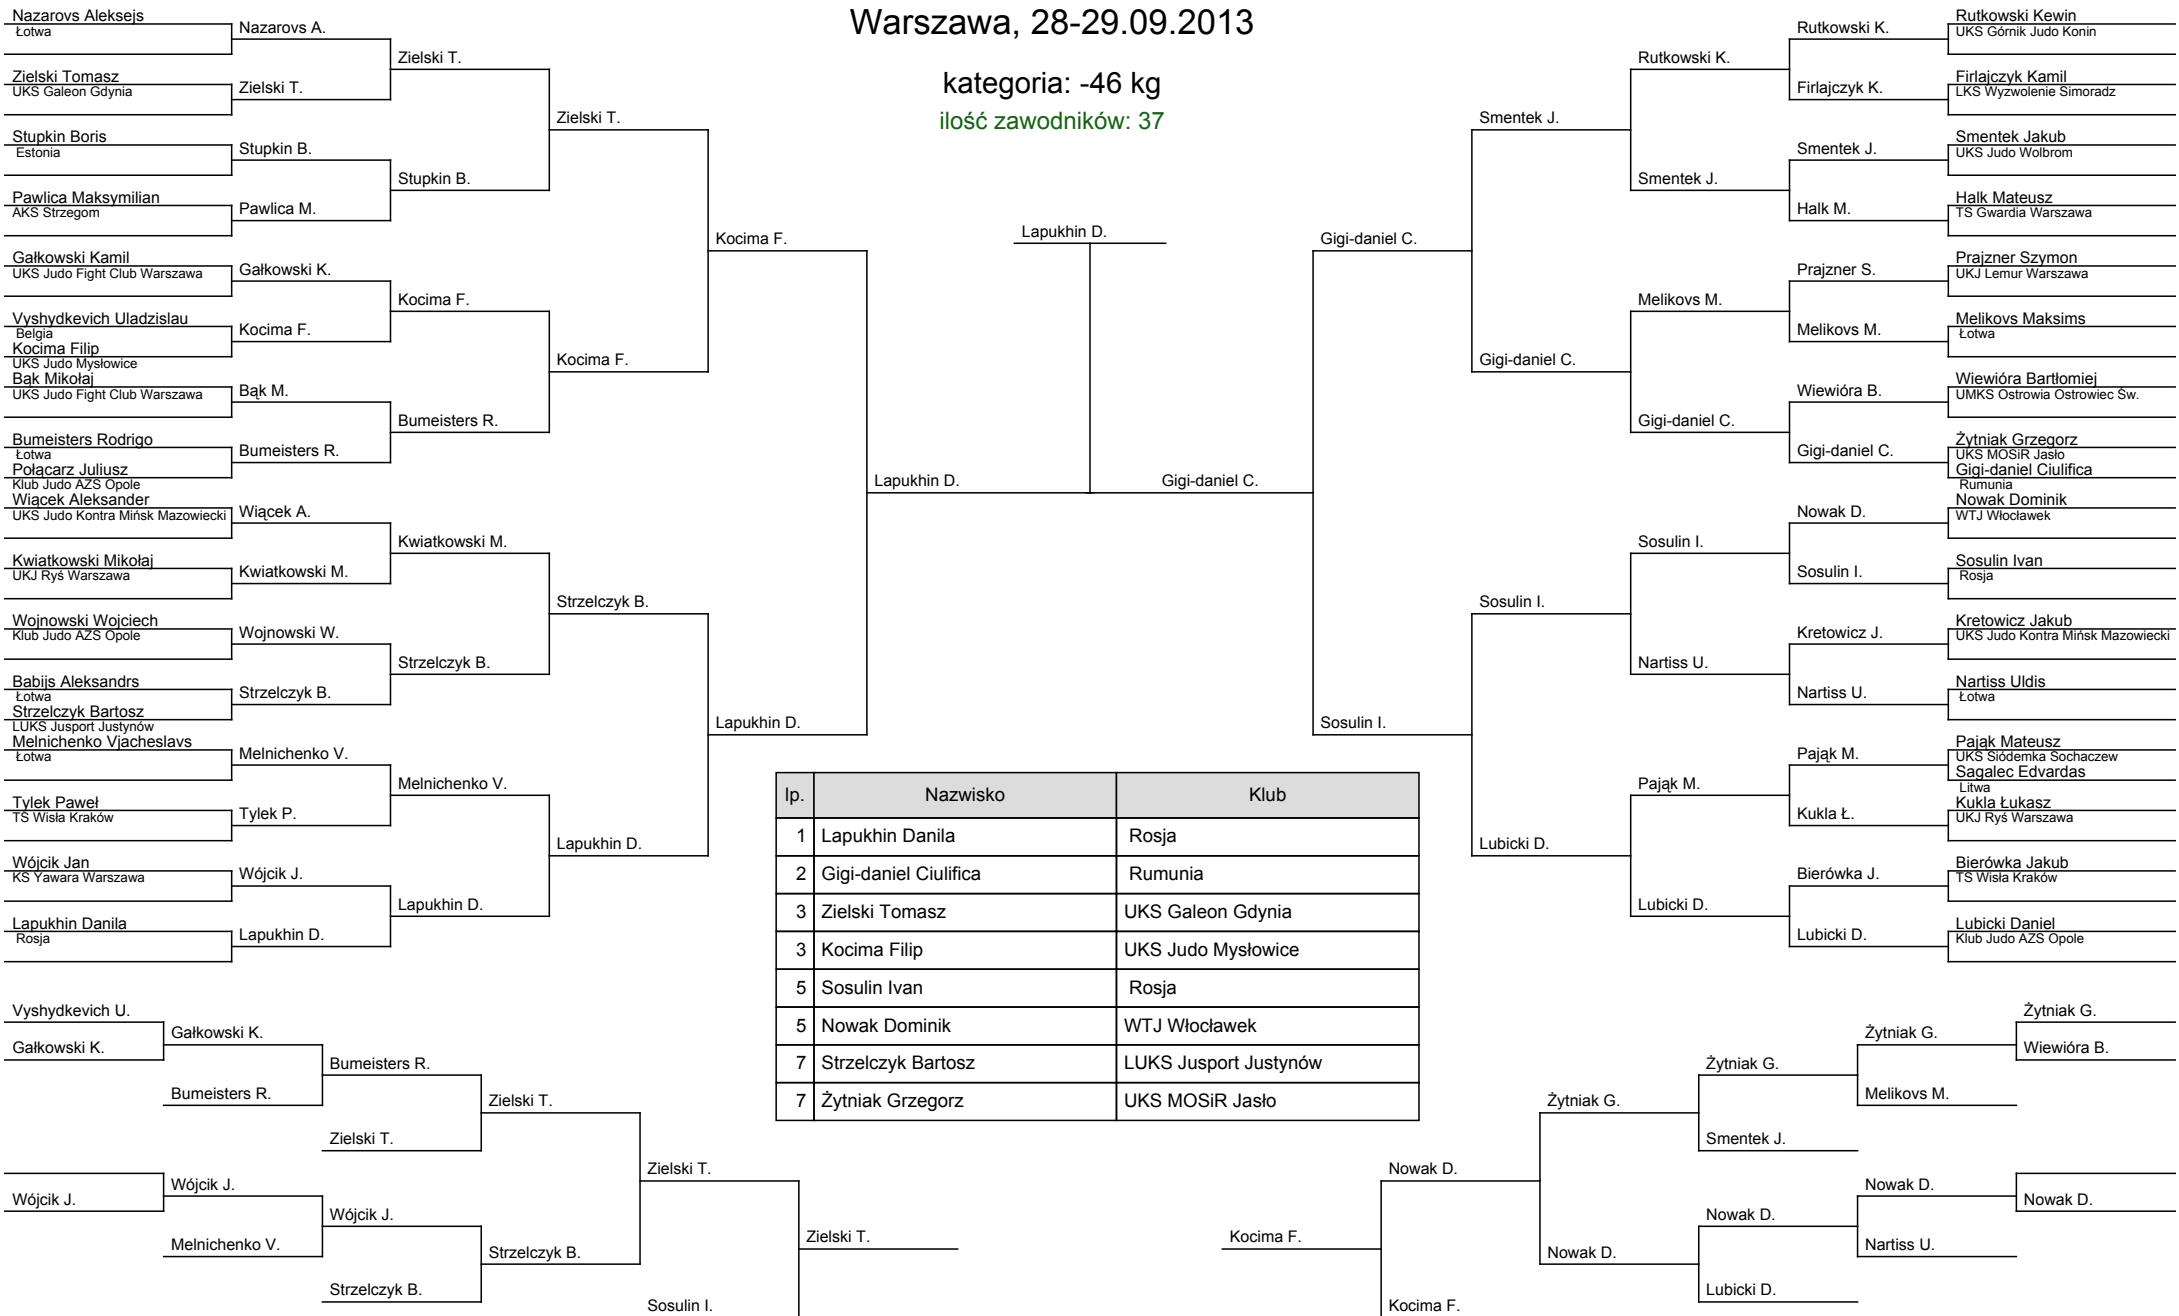 Warszawa, 28-29.09.2013
kategoria: -46 kg
ilość zawodników: 37
Nazarovs Aleksejs
Łotwa
Zielski Tomasz
UKS Galeon Gdynia
Stupkin Boris
Estonia
Pawlica Maksymilian
AKS Strzegom
Gałkowski Kamil
UKS Judo Fight Club Warszawa
Vyshydkevich Uladzislau
Belgia
Kocima Filip
UKS Judo Mysłowice
Bąk Mikołaj
UKS Judo Fight Club Warszawa
Bumeisters Rodrigo
Łotwa
Połącarz Juliusz
Klub Judo AZS Opole
Wiącek Aleksander
UKS Judo Kontra Mińsk Mazowiecki
Kwiatkowski Mikołaj
UKJ Ryś Warszawa
Wojnowski Wojciech
Klub Judo AZS Opole
Babijs Aleksandrs
Łotwa
Strzelczyk Bartosz
LUKS Jusport Justynów
Melnichenko Vjacheslavs
Łotwa
Tylek Paweł
TS Wisła Kraków
Wójcik Jan
KS Yawara Warszawa
Lapukhin Danila
Rosja
Nazarovs A.
Zielski T.
Stupkin B.
Pawlica M.
Gałkowski K.
Kocima F.
Bąk M.
Bumeisters R.
Wiącek A.
Kwiatkowski M.
Wojnowski W.
Strzelczyk B.
Melnichenko V.
Tylek P.
Wójcik J.
Lapukhin D.
Zielski T.
Stupkin B.
Kocima F.
Bumeisters R.
Kwiatkowski M.
Strzelczyk B.
Melnichenko V.
Lapukhin D.
Zielski T.
Kocima F.
Strzelczyk B.
Lapukhin D.
Kocima F.
Lapukhin D.
Lapukhin D.
Lapukhin D.
Gigi-daniel C.
Gigi-daniel C.
Sosulin I.
Smentek J.
Gigi-daniel C.
Sosulin I.
Lubicki D.
Rutkowski K.
Smentek J.
Melikovs M.
Gigi-daniel C.
Sosulin I.
Nartiss U.
Pająk M.
Lubicki D.
Rutkowski K.
Firlajczyk K.
Smentek J.
Halk M.
Prajzner S.
Melikovs M.
Wiewióra B.
Gigi-daniel C.
Nowak D.
Sosulin I.
Kretowicz J.
Nartiss U.
Pająk M.
Kukla Ł.
Bierówka J.
Lubicki D.
Rutkowski Kewin
UKS Górnik Judo Konin
Firlajczyk Kamil
LKS Wyzwolenie Simoradz
Smentek Jakub
UKS Judo Wolbrom
Halk Mateusz
TS Gwardia Warszawa
Prajzner Szymon
UKJ Lemur Warszawa
Melikovs Maksims
Łotwa
Wiewióra Bartłomiej
UMKS Ostrowia Ostrowiec Św.
Żytniak Grzegorz
UKS MOSiR Jasło
Gigi-daniel Ciulifica
Rumunia
Nowak Dominik
WTJ Włocławek
Sosulin Ivan
Rosja
Kretowicz Jakub
UKS Judo Kontra Mińsk Mazowiecki
Nartiss Uldis
Łotwa
Pająk Mateusz
UKS Siódemka Sochaczew
Sagalec Edvardas
Litwa
Kukla Łukasz
UKJ Ryś Warszawa
Bierówka Jakub
TS Wisła Kraków
Lubicki Daniel
Klub Judo AZS Opole
lp. Nazwisko Klub
1 Lapukhin Danila Rosja
2 Gigi-daniel Ciulifica Rumunia
3 Zielski Tomasz UKS Galeon Gdynia
3 Kocima Filip UKS Judo Mysłowice
5 Sosulin Ivan Rosja
5 Nowak Dominik WTJ Włocławek
7 Strzelczyk Bartosz LUKS Jusport Justynów
7 Żytniak Grzegorz UKS MOSiR Jasło
Vyshydkevich U.
Gałkowski K.
Wójcik J.
Gałkowski K.
Bumeisters R.
Wójcik J.
Melnichenko V.
Bumeisters R.
Zielski T.
Wójcik J.
Strzelczyk B.
Zielski T.
Strzelczyk B.
Zielski T.
Sosulin I.
Zielski T.
Kocima F.
Nowak D.
Kocima F.
Żytniak G.
Nowak D.
Żytniak G.
Smentek J.
Nowak D.
Lubicki D.
Żytniak G.
Melikovs M.
Nowak D.
Nartiss U.
Żytniak G.
Wiewióra B.
Nowak D.